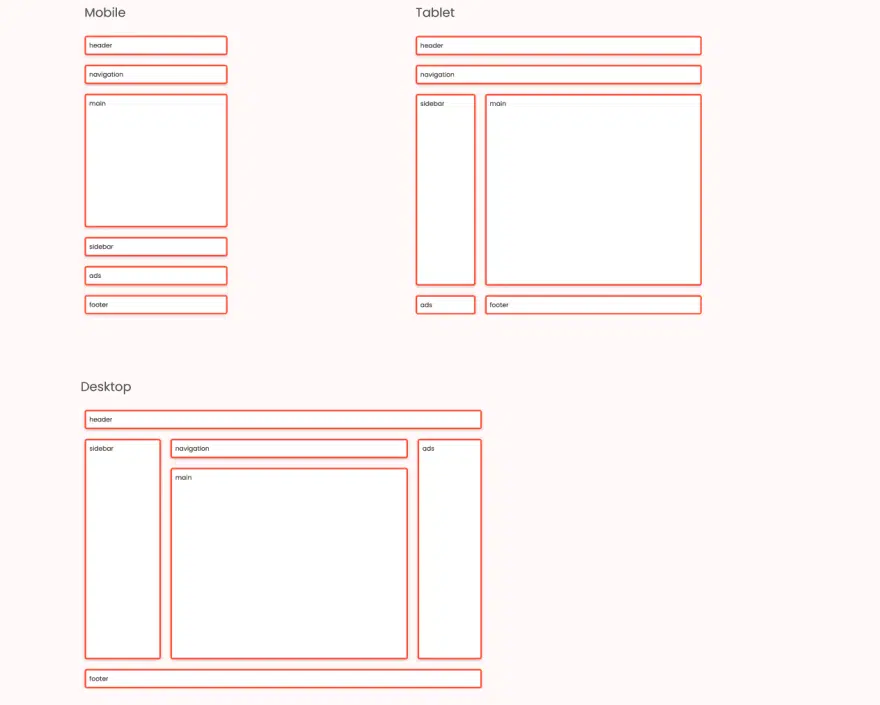 Mobile
header
navigation
main
sidebar
ads
footer
Tablet
header
navigation
sidebar
main
ads
footer
Desktop
header
sidebar
navigation
ads
main
footer